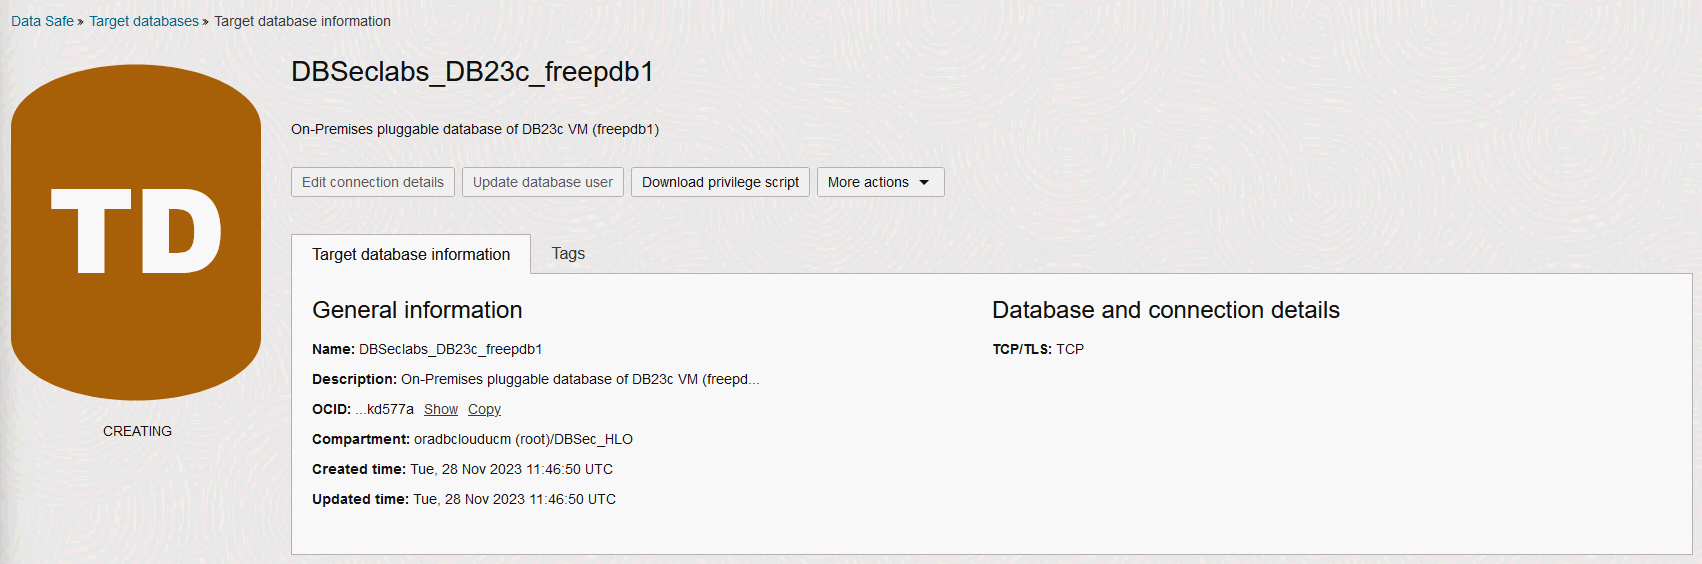 Data Safe » Target databases » Target database information
DBSeclabs_DB23c_freepdb1
On-Premises pluggable database of DB23c VM (freepdb1)
Edit connection details Update database user Download privilege script More actions
TD
CREATING
Target database information Tags
General information
Name: DBSeclabs_DB23c_freepdb1
Description: On-Premises pluggable database of DB23c VM (freepd...
OCID: ...kd577a Show Copy
Compartment: oradbclouducm (root)/DBSec_HLO
Created time: Tue, 28 Nov 2023 11:46:50 UTC
Updated time: Tue, 28 Nov 2023 11:46:50 UTC
Database and connection details
TCP/TLS: TCP